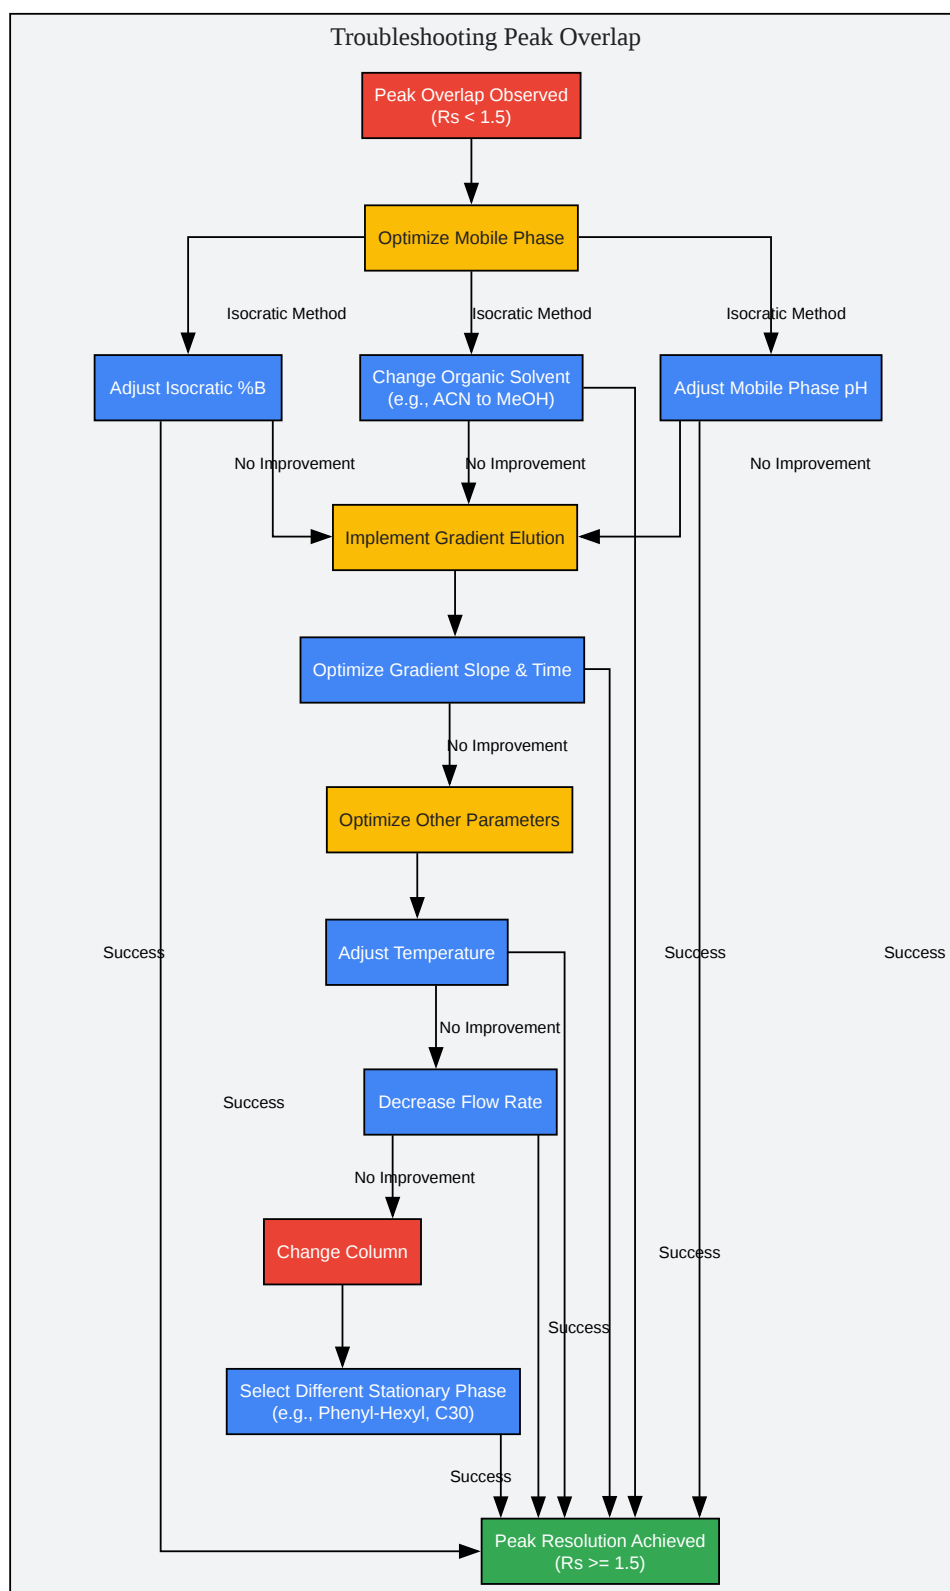 Troubleshooting Peak Overlap
Peak Overlap Observed
(Rs < 1.5)
Optimize Mobile Phase
Isocratic Method
Isocratic Method
Isocratic Method
Adjust Isocratic %B
Change Organic Solvent
(e.g., ACN to MeOH)
Adjust Mobile Phase pH
No Improvement
No Improvement
No Improvement
Implement Gradient Elution
Optimize Gradient Slope & Time
No Improvement
Optimize Other Parameters
Success
Adjust Temperature
Success
Success
No Improvement
Success
Decrease Flow Rate
No Improvement
Change Column
Success
Success
Select Different Stationary Phase
(e.g., Phenyl-Hexyl, C30)
Success
Peak Resolution Achieved
(Rs >= 1.5)